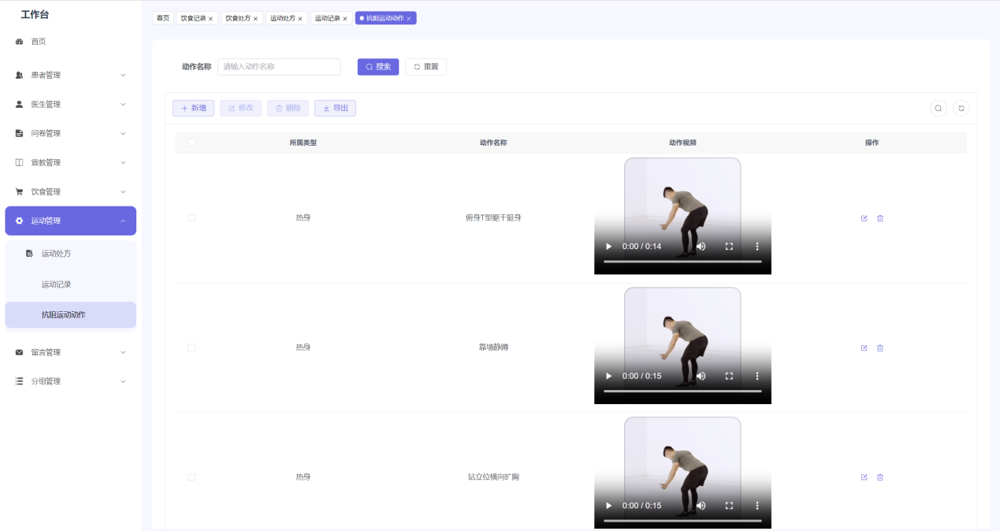 工作台
首页
患者管理
医生管理
问卷管理
宣教管理
饮食管理
运动管理
运动处方
运动记录
抗阻运动动作
留言管理
分组管理
首页 饮食记录 × 饮食处方 × 运动处方 × 运动记录 × 抗阻运动动作 ×
动作名称 请输入动作名称 搜索 重置
+ 新增 修改 删除 导出
所属类型 动作名称 动作视频 操作
热身 俯身T型躯干挺身
0:00 / 0:14
热身 靠墙静蹲
0:00 / 0:15
热身 站立位横向扩胸
0:00 / 0:15